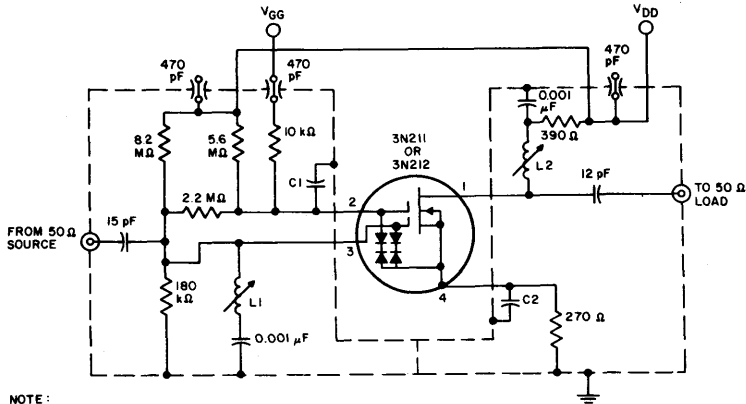 VGG
VDD
470
pF
470
pF
470
pF
0.001
µF
8.2
MΩ
5.6
MΩ
10 kΩ
390 Ω
3N211
OR
3N212
C1
L2
1
12 pF
2.2 MΩ
2
TO 50 Ω
LOAD
FROM 50 Ω
SOURCE
15 pF
3
180
kΩ
L1
4
C2
270 Ω
0.001 µF
NOTE: